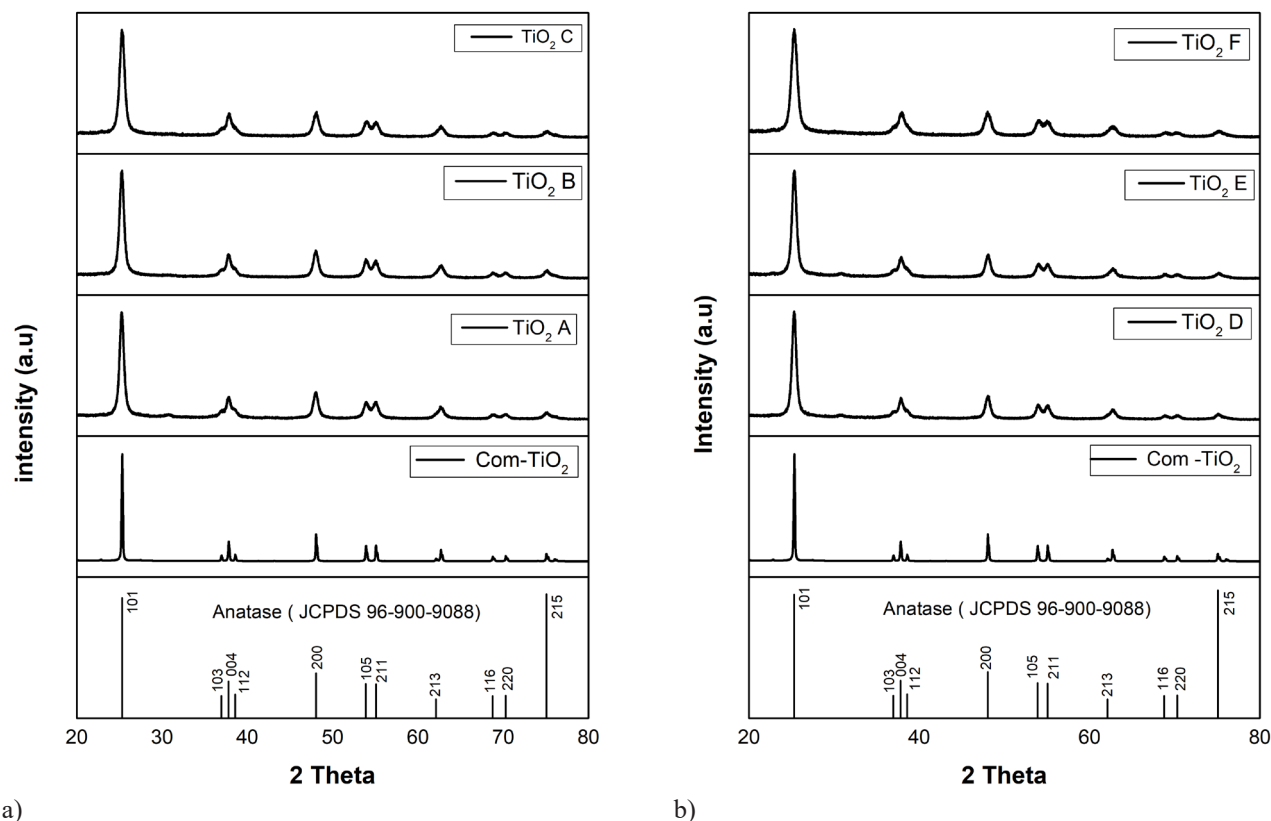 intensity (a.u)
TiO2 C
TiO2 B
TiO2 A
Com-TiO2
Anatase ( JCPDS 96-900-9088)
101
103
004
112
200
105
211
213
116
220
215
20 30 40 50 60 70 80
2 Theta
a)
Intensity (a.u)
TiO2 F
TiO2 E
TiO2 D
Com -TiO2
Anatase ( JCPDS 96-900-9088)
101
103
004
112
200
105
211
213
116
220
215
20 40 60 80
2 Theta
b)